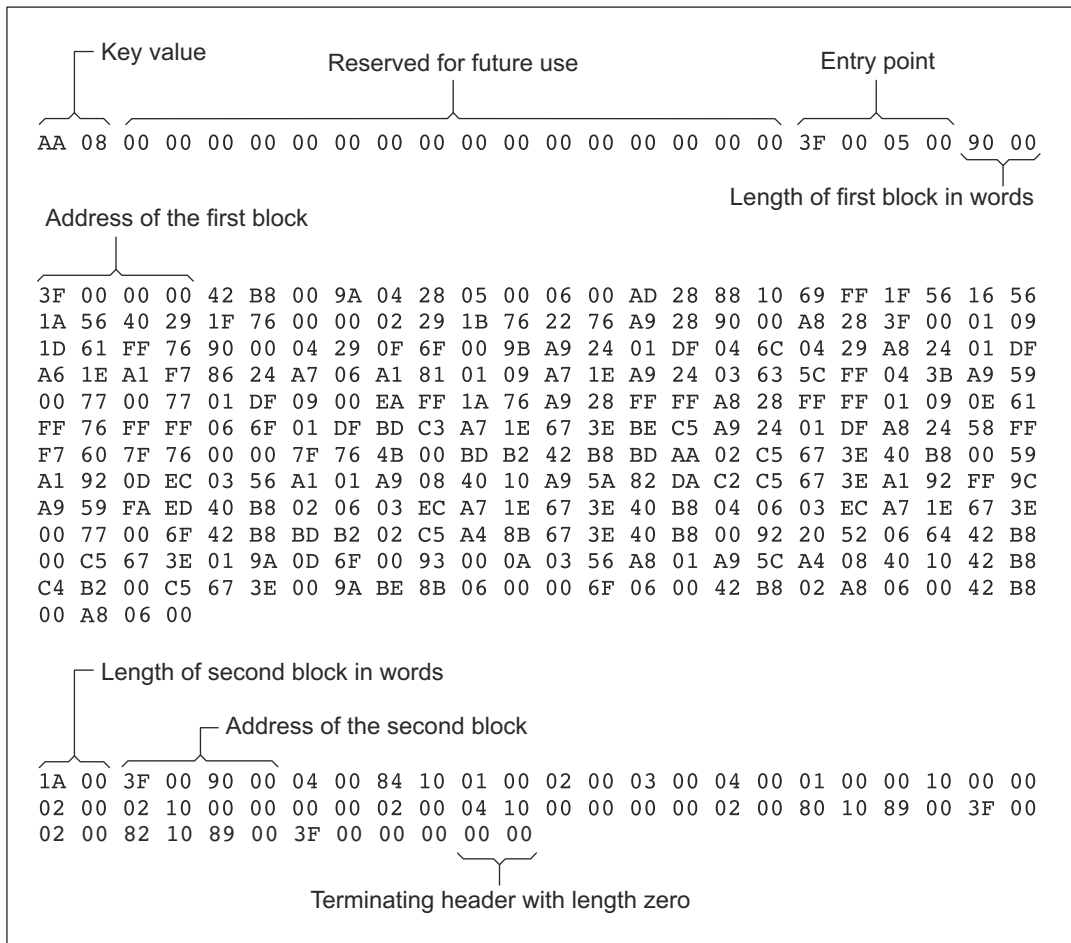 Key value
Reserved for future use
Entry point
AA 08 00 00 00 00 00 00 00 00 00 00 00 00 00 00 00 00 3F 00 05 00 90 00
Length of first block in words
Address of the first block
3F 00 00 00 42 B8 00 9A 04 28 05 00 06 00 AD 28 88 10 69 FF 1F 56 16 56
1A 56 40 29 1F 76 00 00 02 29 1B 76 22 76 A9 28 90 00 A8 28 3F 00 01 09
1D 61 FF 76 90 00 04 29 0F 6F 00 9B A9 24 01 DF 04 6C 04 29 A8 24 01 DF
A6 1E A1 F7 86 24 A7 06 A1 81 01 09 A7 1E A9 24 03 63 5C FF 04 3B A9 59
00 77 00 77 01 DF 09 00 EA FF 1A 76 A9 28 FF FF A8 28 FF FF 01 09 0E 61
FF 76 FF FF 06 6F 01 DF BD C3 A7 1E 67 3E BE C5 A9 24 01 DF A8 24 58 FF
F7 60 7F 76 00 00 7F 76 4B 00 BD B2 42 B8 BD AA 02 C5 67 3E 40 B8 00 59
A1 92 0D EC 03 56 A1 01 A9 08 40 10 A9 5A 82 DA C2 C5 67 3E A1 92 FF 9C
A9 59 FA ED 40 B8 02 06 03 EC A7 1E 67 3E 40 B8 04 06 03 EC A7 1E 67 3E
00 77 00 6F 42 B8 BD B2 02 C5 A4 8B 67 3E 40 B8 00 92 20 52 06 64 42 B8
00 C5 67 3E 01 9A 0D 6F 00 93 00 0A 03 56 A8 01 A9 5C A4 08 40 10 42 B8
C4 B2 00 C5 67 3E 00 9A BE 8B 06 00 00 6F 06 00 42 B8 02 A8 06 00 42 B8
00 A8 06 00
Length of second block in words
Address of the second block
1A 00 3F 00 90 00 04 00 84 10 01 00 02 00 03 00 04 00 01 00 00 10 00 00
02 00 02 10 00 00 00 00 02 00 04 10 00 00 00 00 02 00 80 10 89 00 3F 00
02 00 82 10 89 00 3F 00 00 00 00 00
Terminating header with length zero